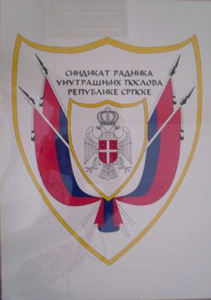 СИНДИКАТ РАДНИКА
УНУТРАШЊИХ ПОСЛОВА
РЕПУБЛИКЕ СРПСКЕ